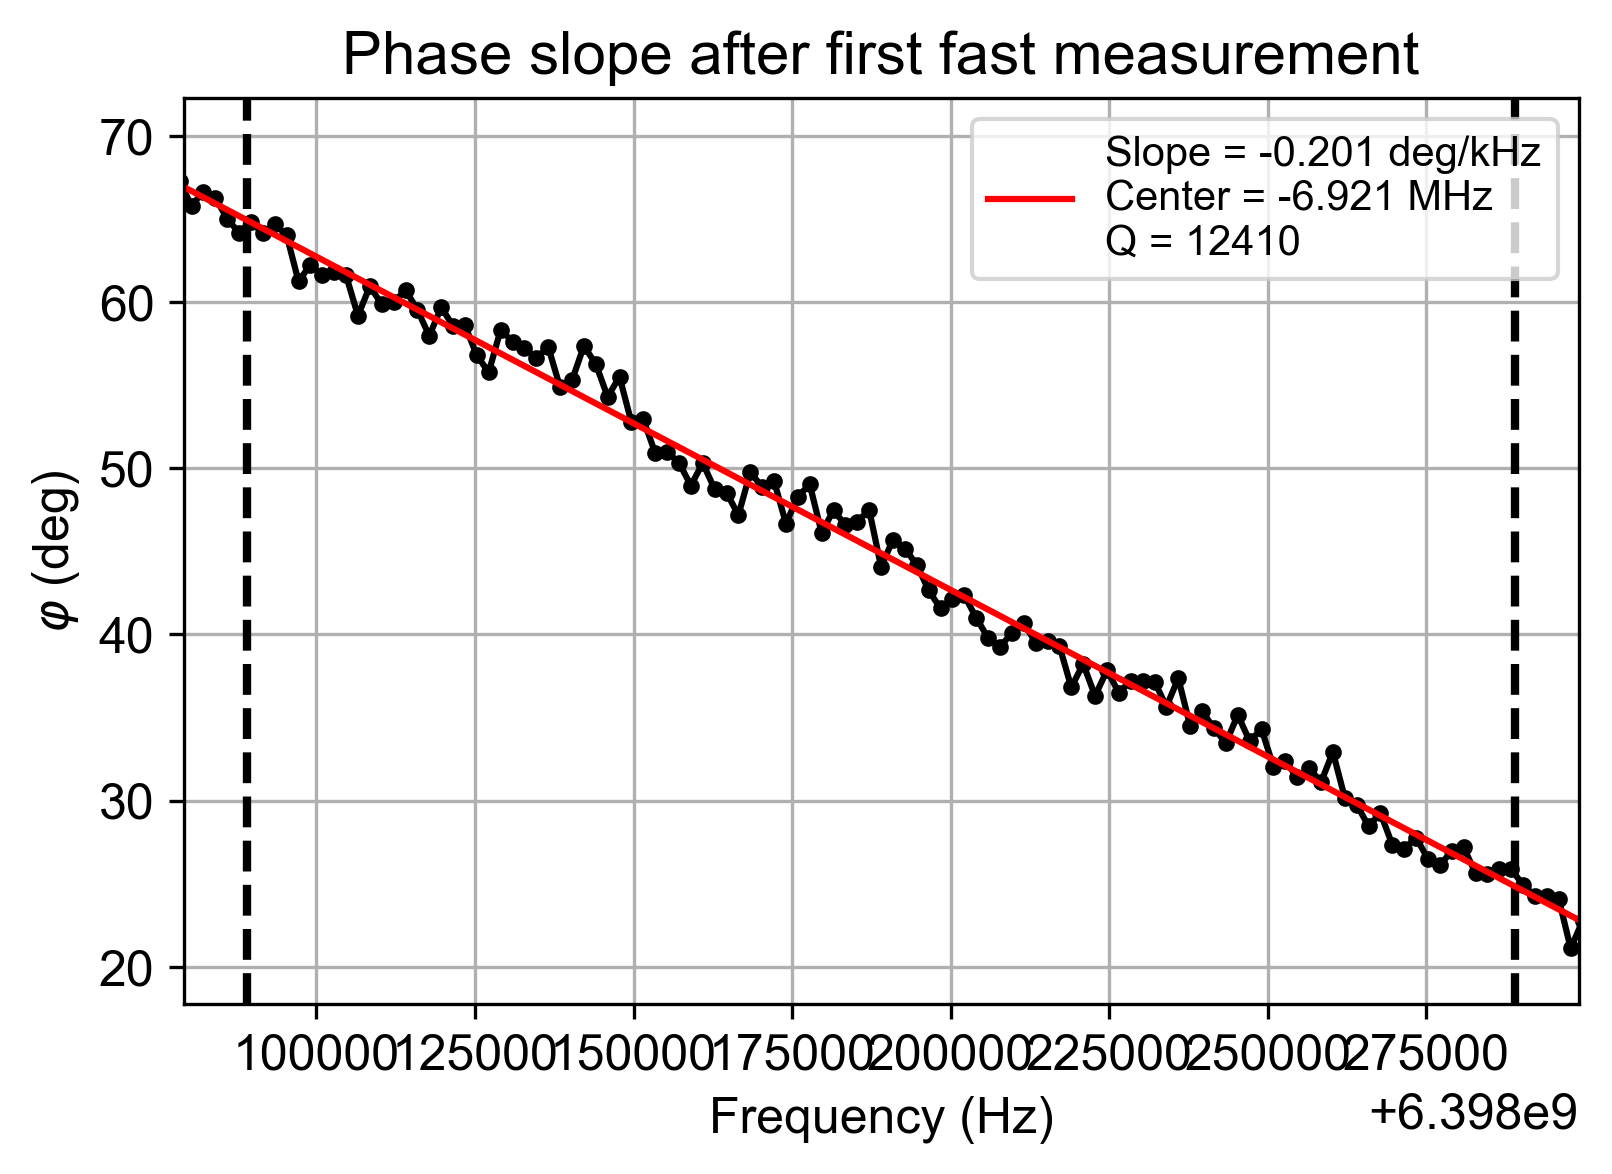 Phase slope after first fast measurement
70
60
50
40
30
20
φ (deg)
Slope = -0.201 deg/kHz
Center = -6.921 MHz
Q = 12410
100000 125000 150000 175000 200000 225000 250000 275000
Frequency (Hz)
+6.398e9